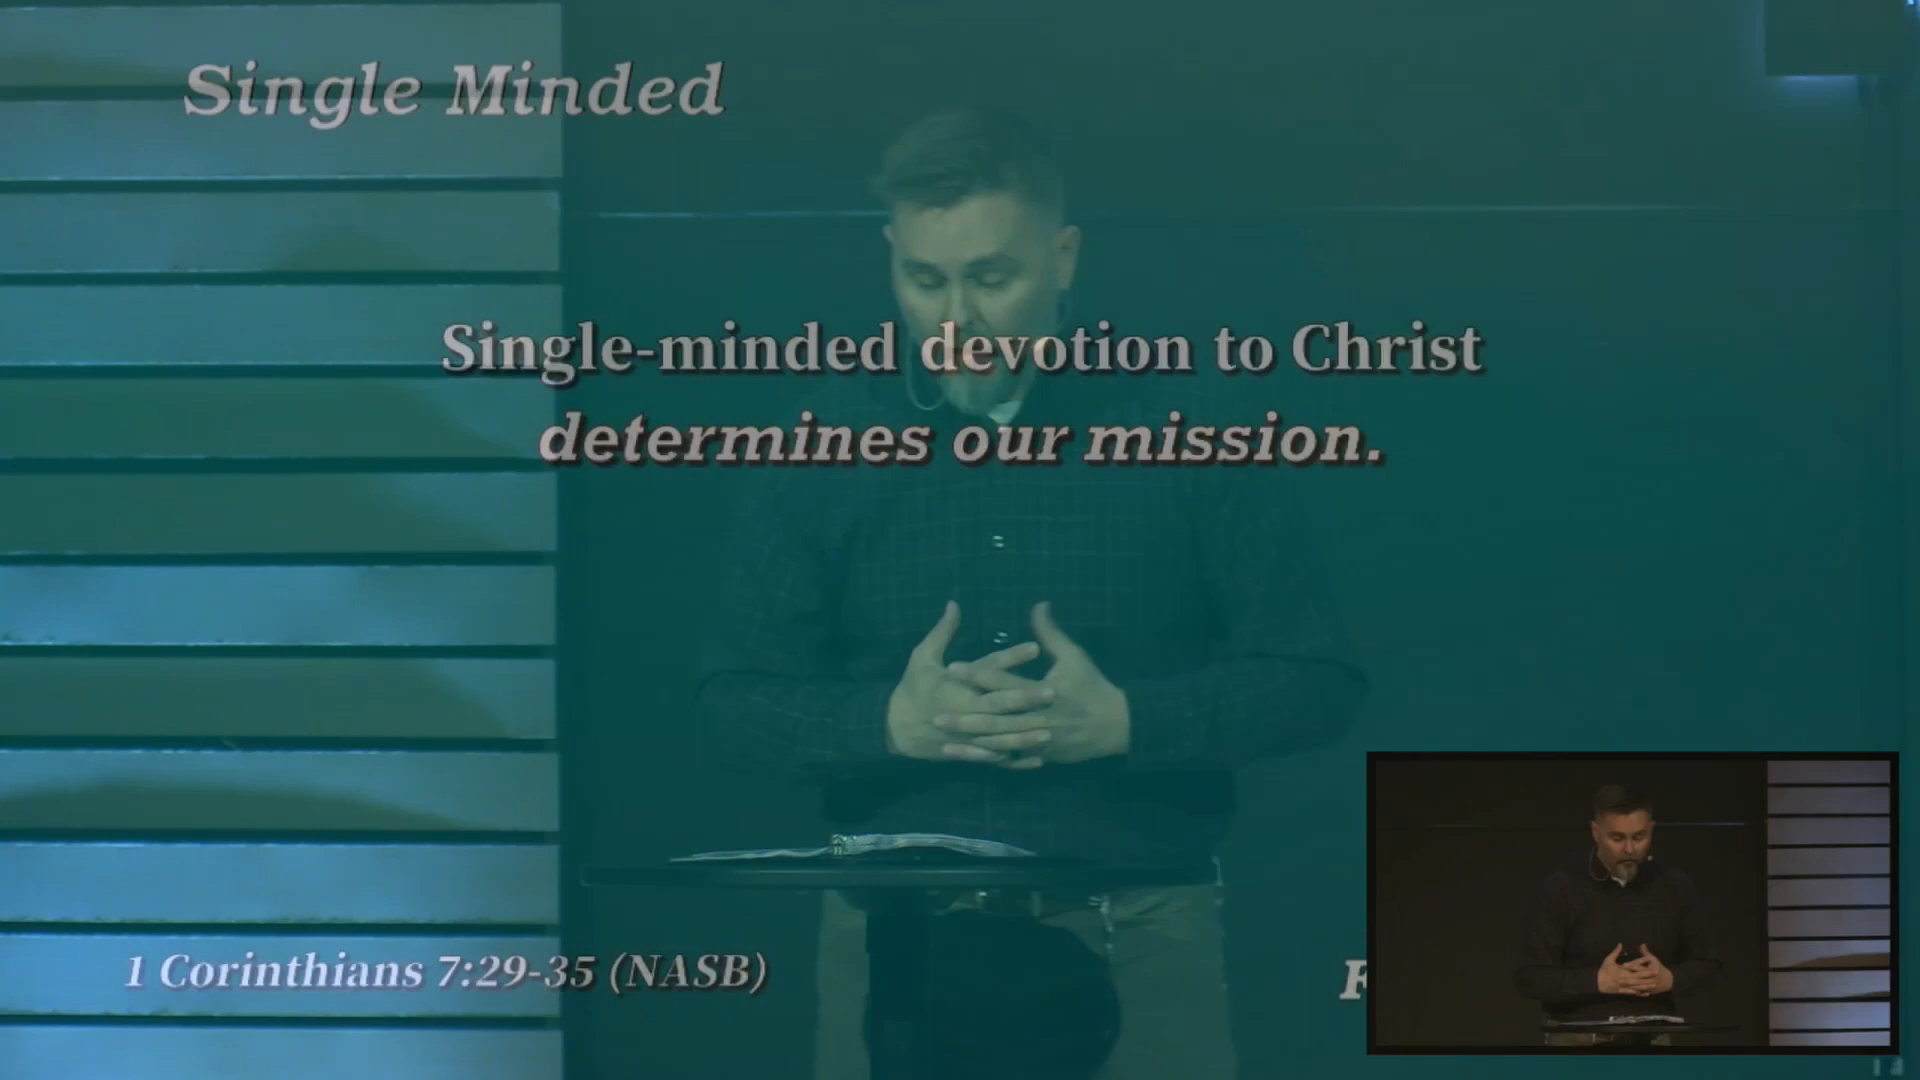 Single Minded
Single-minded devotion to Christ
determines our mission.
1 Corinthians 7:29-35 (NASB)